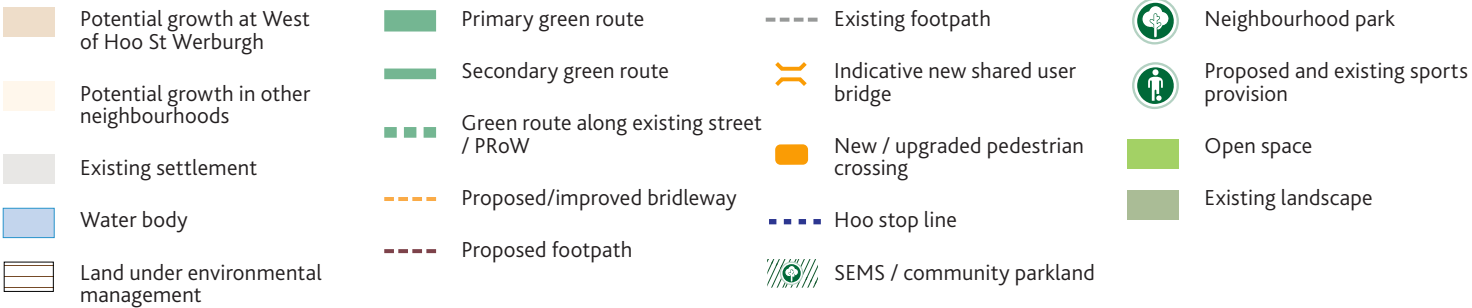 Potential growth at West
of Hoo St Werburgh
Potential growth in other
neighbourhoods
Existing settlement
Water body
Land under environmental
management
Primary green route
Secondary green route
Green route along existing street
/ PRoW
Proposed/improved bridleway
Proposed footpath
Existing footpath
Indicative new shared user
bridge
New / upgraded pedestrian
crossing
Hoo stop line
SEMS / community parkland
Neighbourhood park
Proposed and existing sports
provision
Open space
Existing landscape